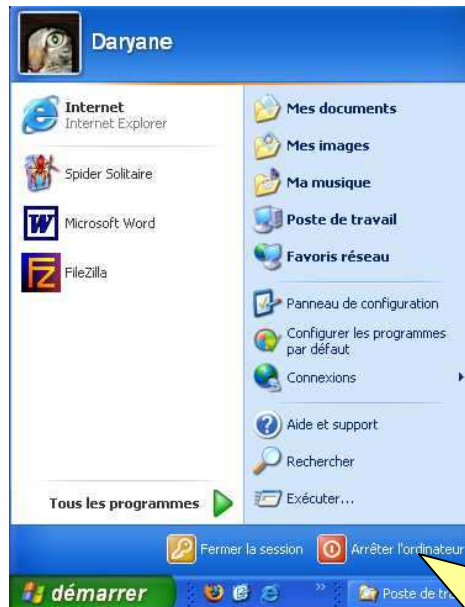 Daryane
Internet
Internet Explorer
Spider Solitaire
Microsoft Word
FileZilla
Tous les programmes
Mes documents
Mes images
Ma musique
Poste de travail
Favoris réseau
Panneau de configuration
Configurer les programmes
par défaut
Connexions
Aide et support
Rechercher
Exécuter...
Fermer la session
Arrêter l'ordinateur
démarrer
Poste de